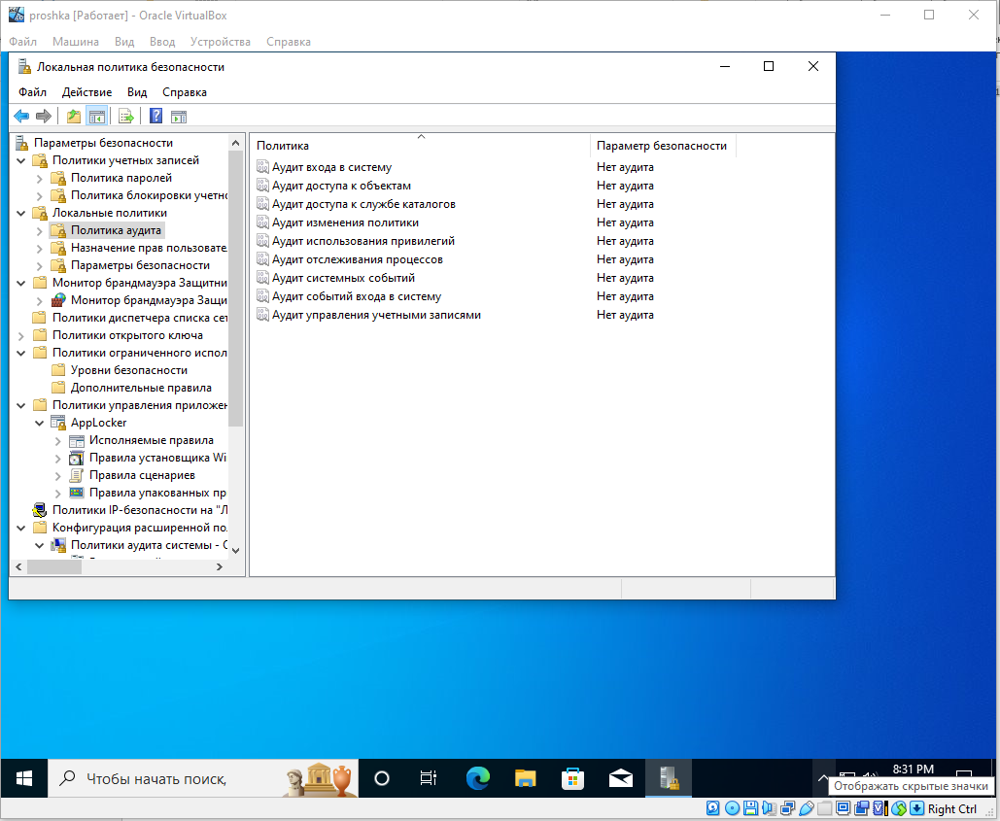 proshka [Работает] - Oracle VirtualBox
Файл Машина Вид Ввод Устройства Справка
Локальная политика безопасности
Файл Действие Вид Справка
Параметры безопасности
Политики учетных записей
Политика паролей
Политика блокировки учетн
Локальные политики
Политика аудита
Назначение прав пользовате
Параметры безопасности
Монитор брандмауэра Защитни
Монитор брандмауэра Защи
Политики диспетчера списка сет
Политики открытого ключа
Политики ограниченного испол
Уровни безопасности
Дополнительные правила
Политики управления приложен
AppLocker
Исполняемые правила
Правила установщика Wi
Правила сценариев
Правила упакованных пр
Политики IP-безопасности на "Л
Конфигурация расширенной по
Политики аудита системы - С
Политика Параметр безопасности
Аудит входа в систему Нет аудита
Аудит доступа к объектам Нет аудита
Аудит доступа к службе каталогов Нет аудита
Аудит изменения политики Нет аудита
Аудит использования привилегий Нет аудита
Аудит отслеживания процессов Нет аудита
Аудит системных событий Нет аудита
Аудит событий входа в систему Нет аудита
Аудит управления учетными записями Нет аудита
Чтобы начать поиск,
8:31 PM
Отображать скрытые значки
Right Ctrl